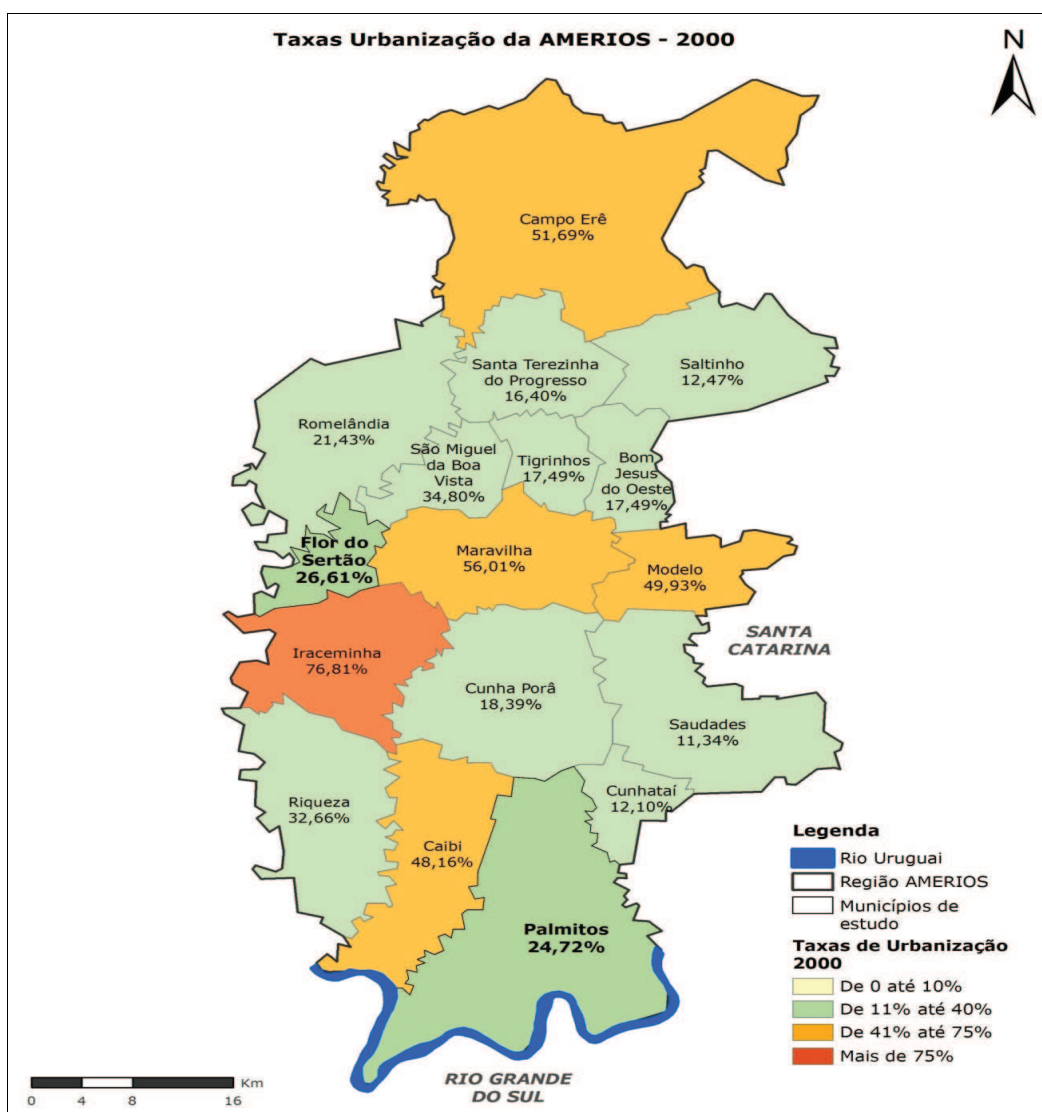 Taxas Urbanização da AMERIOS - 2000
N
Campo Erê
51,69%
Santa Terezinha
do Progresso
16,40%
Saltinho
12,47%
Romelândia
21,43%
São Miguel
da Boa
Vista
34,80%
Tigrinhos
17,49%
Bom
Jesus
do Oeste
17,49%
Flor do
Sertão
26,61%
Maravilha
56,01%
Modelo
49,93%
SANTA
CATARINA
Iraceminha
76,81%
Cunha Porâ
18,39%
Saudades
11,34%
Cunhataí
12,10%
Riqueza
32,66%
Caibi
48,16%
Palmitos
24,72%
Legenda
Rio Uruguai
Região AMERIOS
Municípios de
estudo
Taxas de Urbanização
2000
De 0 até 10%
De 11% até 40%
De 41% até 75%
Mais de 75%
RIO GRANDE
DO SUL
Km
0 4 8 16